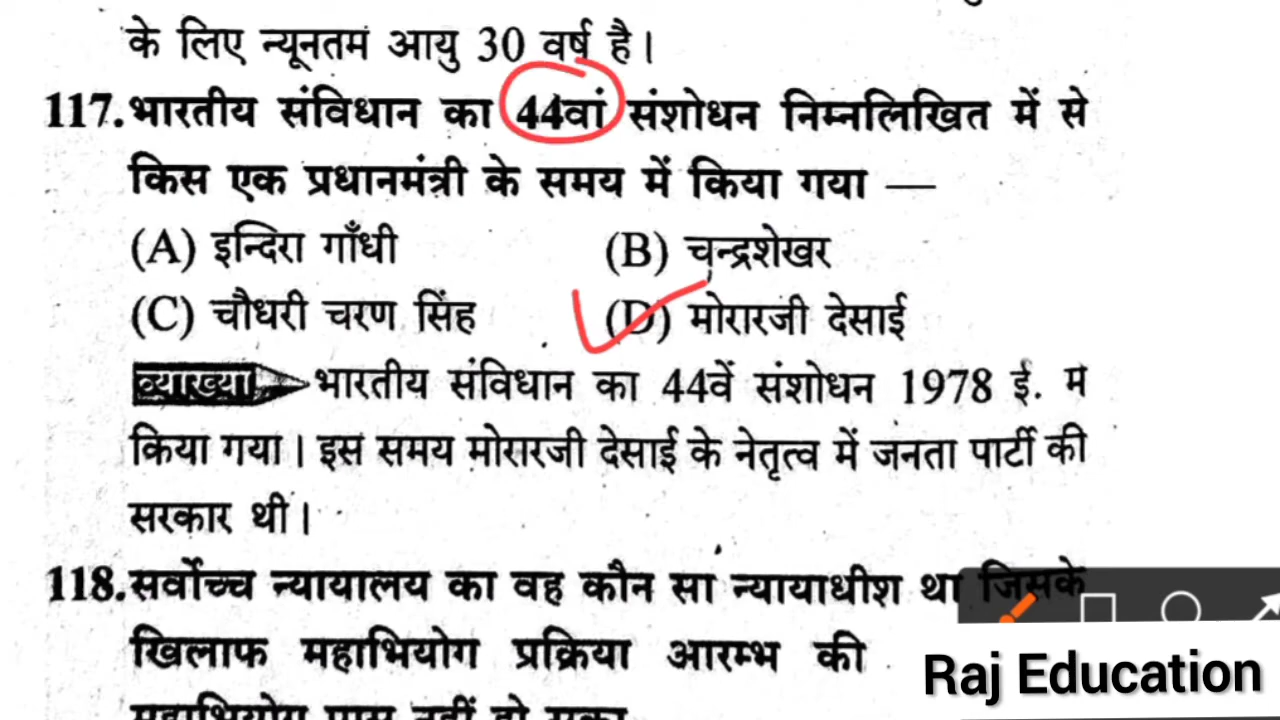 के लिए न्यूनतम आयु 30 वर्ष है।
117. भारतीय संविधान का 44वां संशोधन निम्नलिखित में से
किस एक प्रधानमंत्री के समय में किया गया —
(A) इन्दिरा गाँधी (B) चन्द्रशेखर
(C) चौधरी चरण सिंह (D) मोरारजी देसाई
व्याख्या भारतीय संविधान का 44वें संशोधन 1978 ई. म
किया गया। इस समय मोरारजी देसाई के नेतृत्व में जनता पार्टी की
सरकार थी।
118. सर्वोच्च न्यायालय का वह कौन सा न्यायाधीश था जिसके
खिलाफ महाभियोग प्रक्रिया आरम्भ की
Raj Education